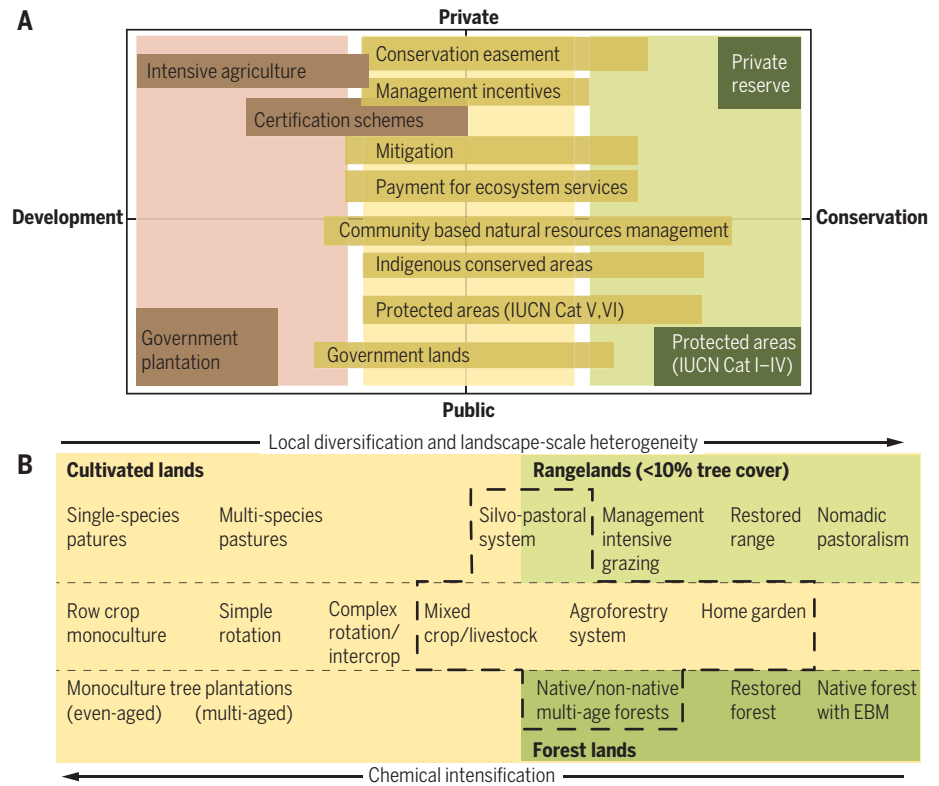 A
Private
Conservation easement
Intensive agriculture
Private
reserve
Management incentives
Certification schemes
Mitigation
Payment for ecosystem services
Development
Conservation
Community based natural resources management
Indigenous conserved areas
Protected areas (IUCN Cat V,VI)
Government
plantation
Government lands
Protected areas
(IUCN Cat I–IV)
Public
Local diversification and landscape-scale heterogeneity
B
Cultivated lands
Rangelands (<10% tree cover)
Single-species
patures
Multi-species
pastures
Silvo-pastoral
system
Management
intensive
grazing
Restored
range
Nomadic
pastoralism
Row crop
monoculture
Simple
rotation
Complex
rotation/
intercrop
Mixed
crop/livestock
Agroforestry
system
Home garden
Monoculture tree plantations
(even-aged) (multi-aged)
Native/non-native
multi-age forests
Restored
forest
Native forest
with EBM
Forest lands
Chemical intensification